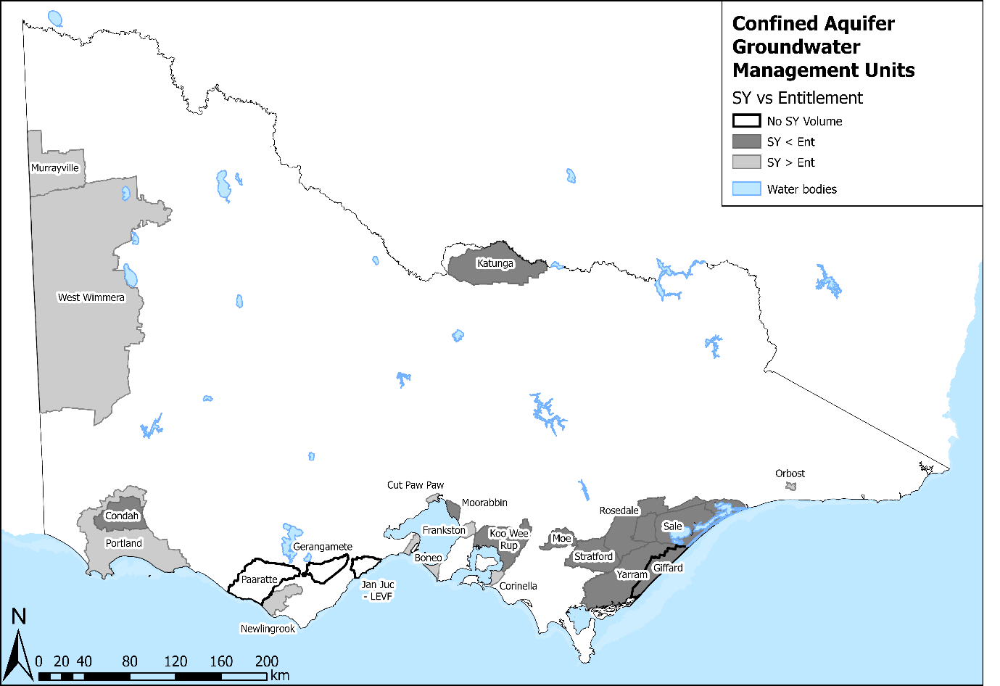 Confined Aquifer
Groundwater
Management Units
SY vs Entitlement
No SY Volume
SY < Ent
SY > Ent
Water bodies
Murrayville
West Wimmera
Katunga
Condah
Portland
Paaratte
Gerangamete
Newlingrook
Jan Juc
- LEVF
Cut Paw Paw
Moorabbin
Frankston
Boneo
Koo Wee
Rup
Corinella
Moe
Rosedale
Stratford
Sale
Yarram
Giffard
Orbost
N
0 20 40 80 120 160 200
km